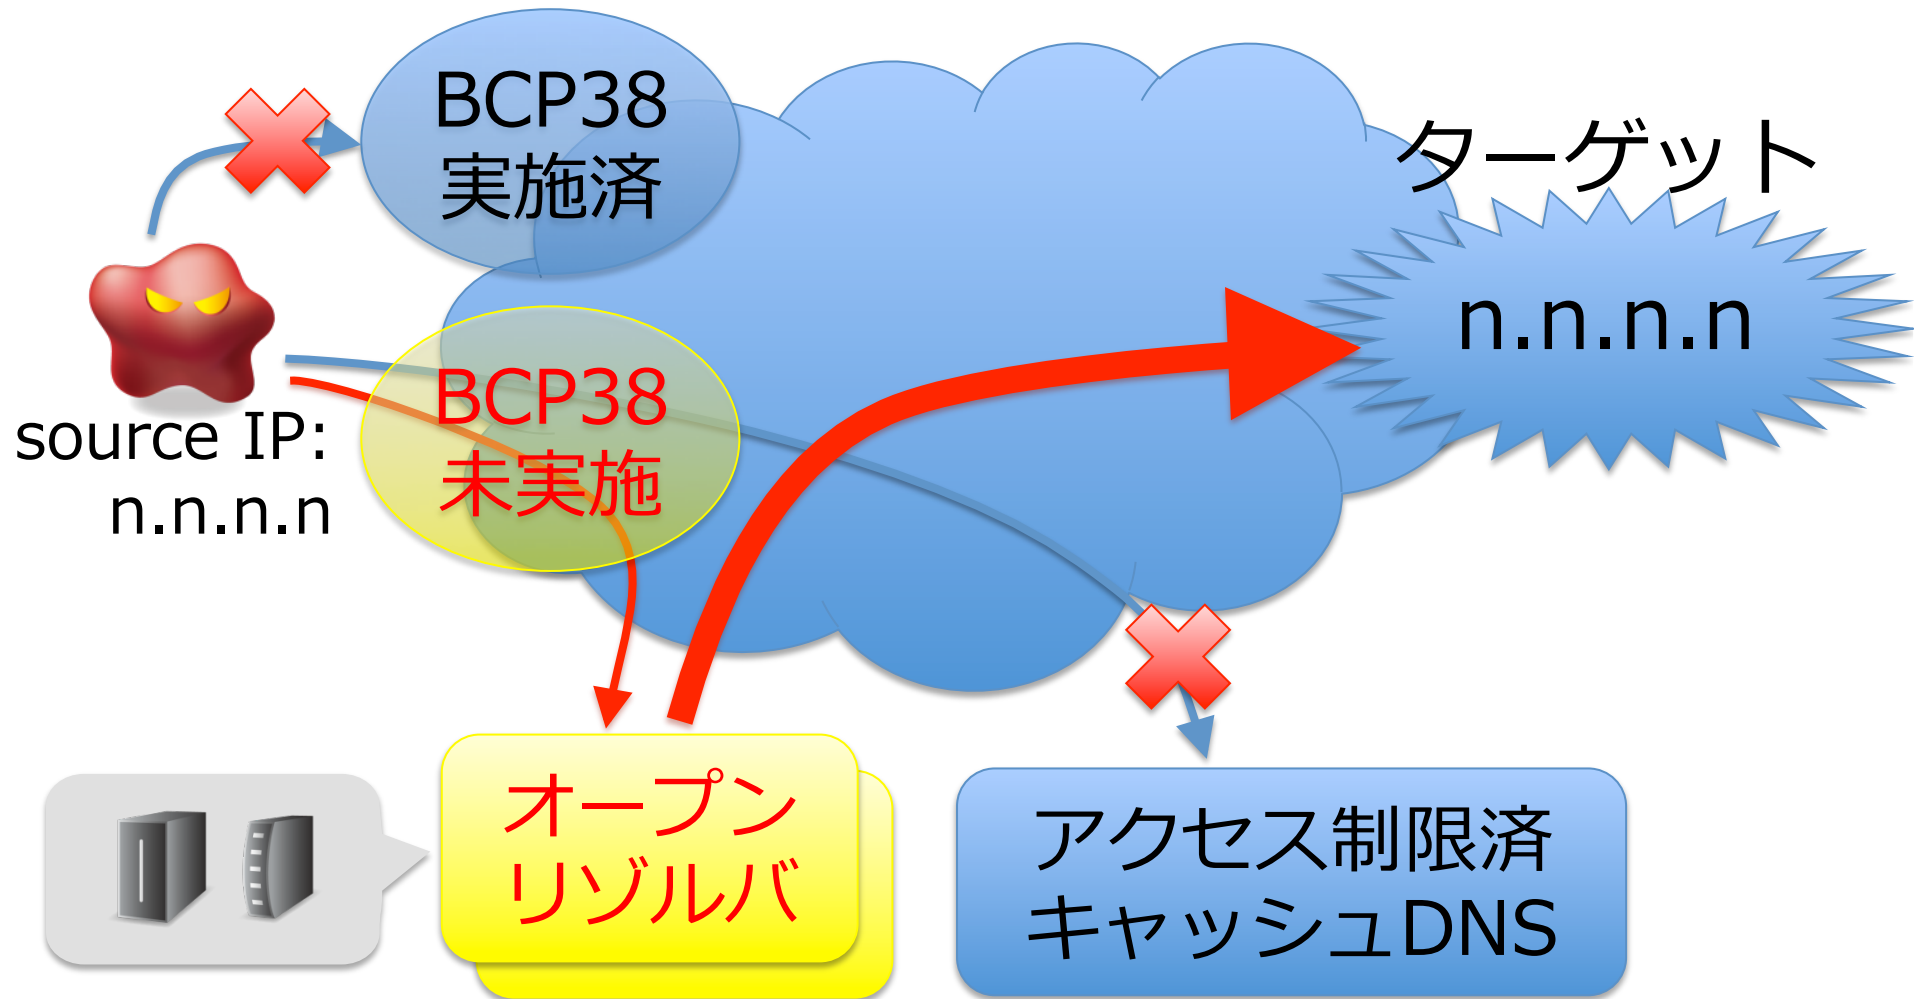 BCP38
実施済
ターゲット
n.n.n.n
BCP38
未実施
source IP:
n.n.n.n
オープン
リゾルバ
アクセス制限済
キャッシュDNS